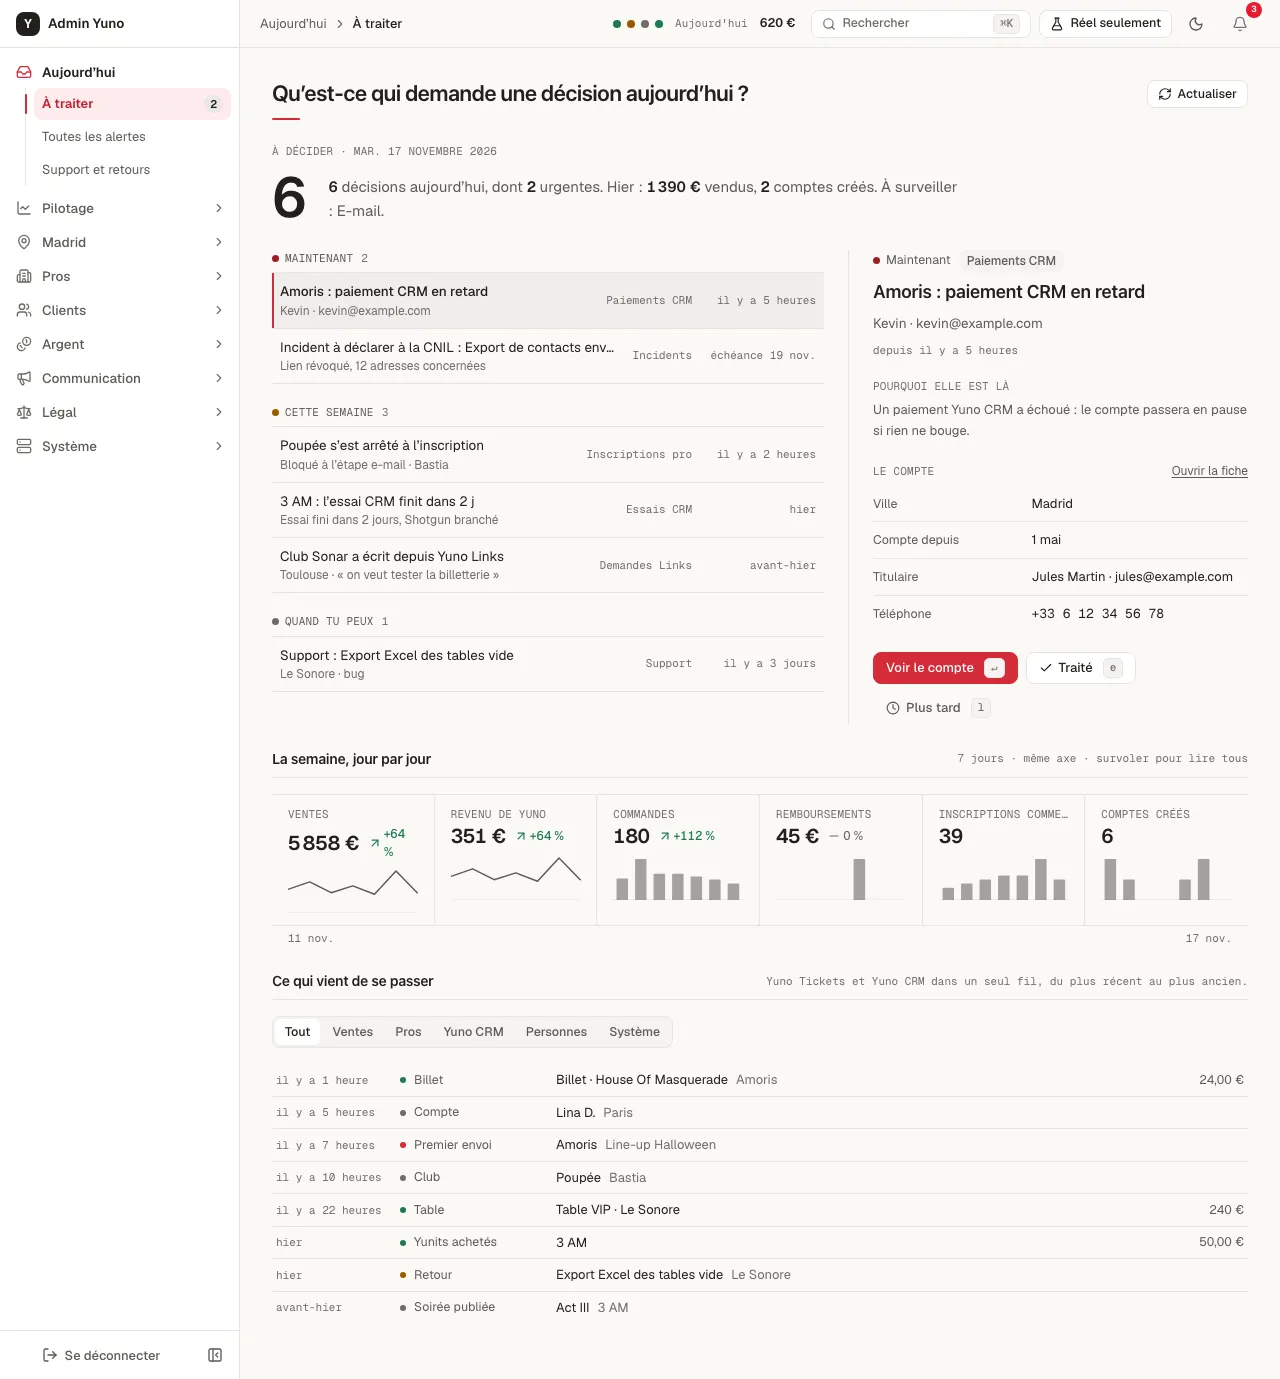 Y Admin Yuno
Aujourd'hui
À traiter 2
Toutes les alertes
Support et retours
Pilotage
Madrid
Pros
Clients
Argent
Communication
Légal
Système
Se déconnecter
Aujourd'hui > À traiter
Aujourd'hui 620 €
Rechercher ⌘K
Réel seulement
3
Qu'est-ce qui demande une décision aujourd'hui ?
Actualiser
À DÉCIDER · MAR. 17 NOVEMBRE 2026
6
6 décisions aujourd'hui, dont 2 urgentes. Hier : 1 390 € vendus, 2 comptes créés. À surveiller
: E-mail.
MAINTENANT 2
Amoris : paiement CRM en retard
Kevin · kevin@example.com
Paiements CRM il y a 5 heures
Incident à déclarer à la CNIL : Export de contacts env…
Lien révoqué, 12 adresses concernées
Incidents échéance 19 nov.
CETTE SEMAINE 3
Poupée s'est arrêté à l'inscription
Bloqué à l'étape e-mail · Bastia
Inscriptions pro il y a 2 heures
3 AM : l'essai CRM finit dans 2 j
Essai fini dans 2 jours, Shotgun branché
Essais CRM hier
Club Sonar a écrit depuis Yuno Links
Toulouse · « on veut tester la billetterie »
Demandes Links avant-hier
QUAND TU PEUX 1
Support : Export Excel des tables vide
Le Sonore · bug
Support il y a 3 jours
Maintenant Paiements CRM
Amoris : paiement CRM en retard
Kevin · kevin@example.com
depuis il y a 5 heures
POURQUOI ELLE EST LÀ
Un paiement Yuno CRM a échoué : le compte passera en pause
si rien ne bouge.
LE COMPTE Ouvrir la fiche
Ville Madrid
Compte depuis 1 mai
Titulaire Jules Martin · jules@example.com
Téléphone +33 6 12 34 56 78
Voir le compte ↵
Traité e
Plus tard l
La semaine, jour par jour
7 jours · même axe · survoler pour lire tous
VENTES
5 858 € +64
%
REVENU DE YUNO
351 € +64 %
COMMANDES
180 +112 %
REMBOURSEMENTS
45 € — 0 %
INSCRIPTIONS COMME…
39
COMPTES CRÉÉS
6
11 nov. 17 nov.
Ce qui vient de se passer
Yuno Tickets et Yuno CRM dans un seul fil, du plus récent au plus ancien.
Tout Ventes Pros Yuno CRM Personnes Système
il y a 1 heure Billet Billet · House Of Masquerade Amoris 24,00 €
il y a 5 heures Compte Lina D. Paris
il y a 7 heures Premier envoi Amoris Line-up Halloween
il y a 10 heures Club Poupée Bastia
il y a 22 heures Table Table VIP · Le Sonore 240 €
hier Yunits achetés 3 AM 50,00 €
hier Retour Export Excel des tables vide Le Sonore
avant-hier Soirée publiée Act III 3 AM